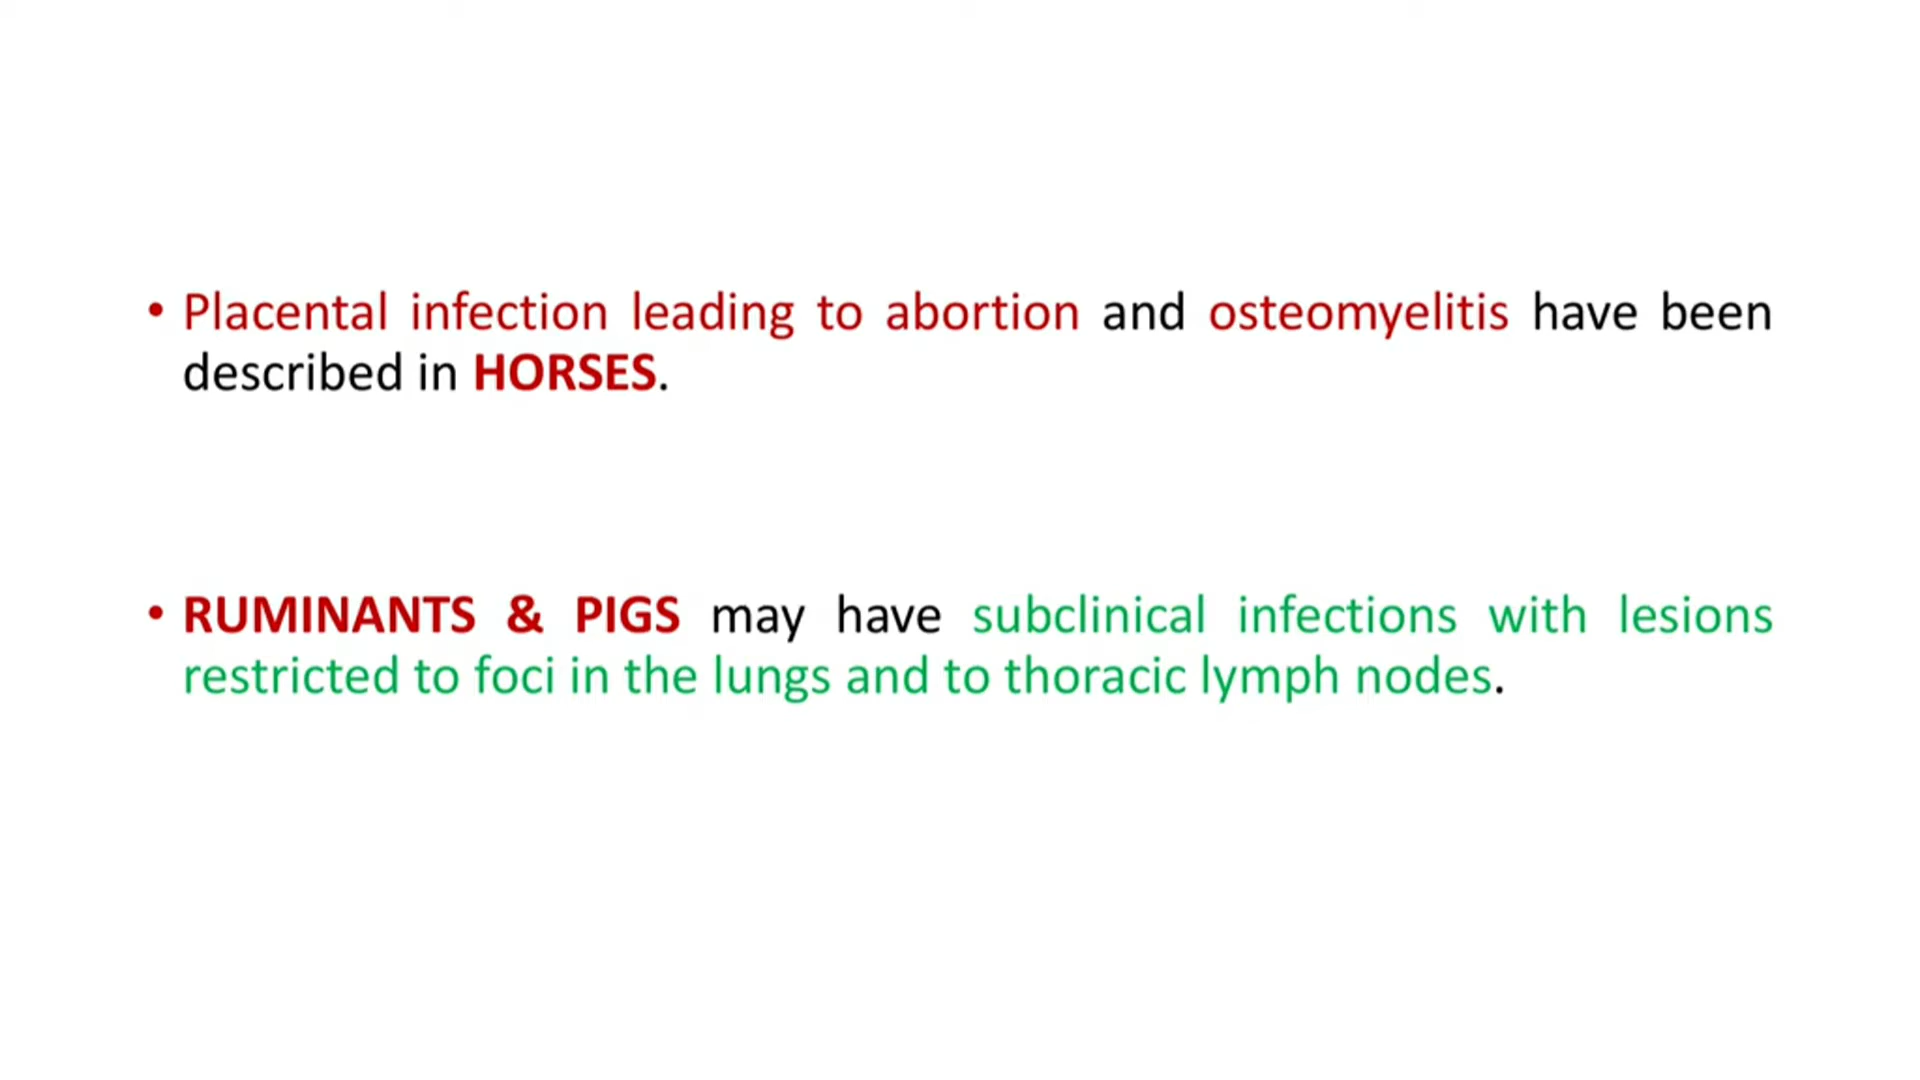 • Placental infection leading to abortion and osteomyelitis have been
described in HORSES.
• RUMINANTS & PIGS may have subclinical infections with lesions
restricted to foci in the lungs and to thoracic lymph nodes.